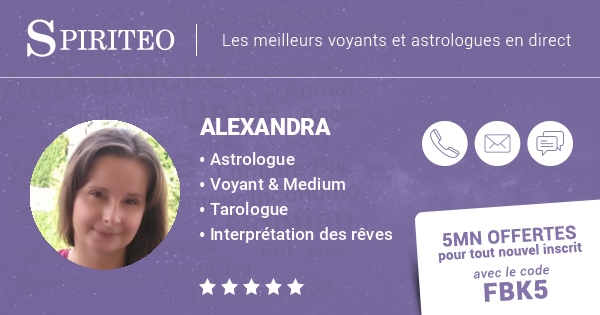 SPIRITEO
Les meilleurs voyants et astrologues en direct
ALEXANDRA
• Astrologue
• Voyant & Medium
• Tarologue
• Interprétation des rêves
5MN OFFERTES
pour tout nouvel inscrit
avec le code
FBK5